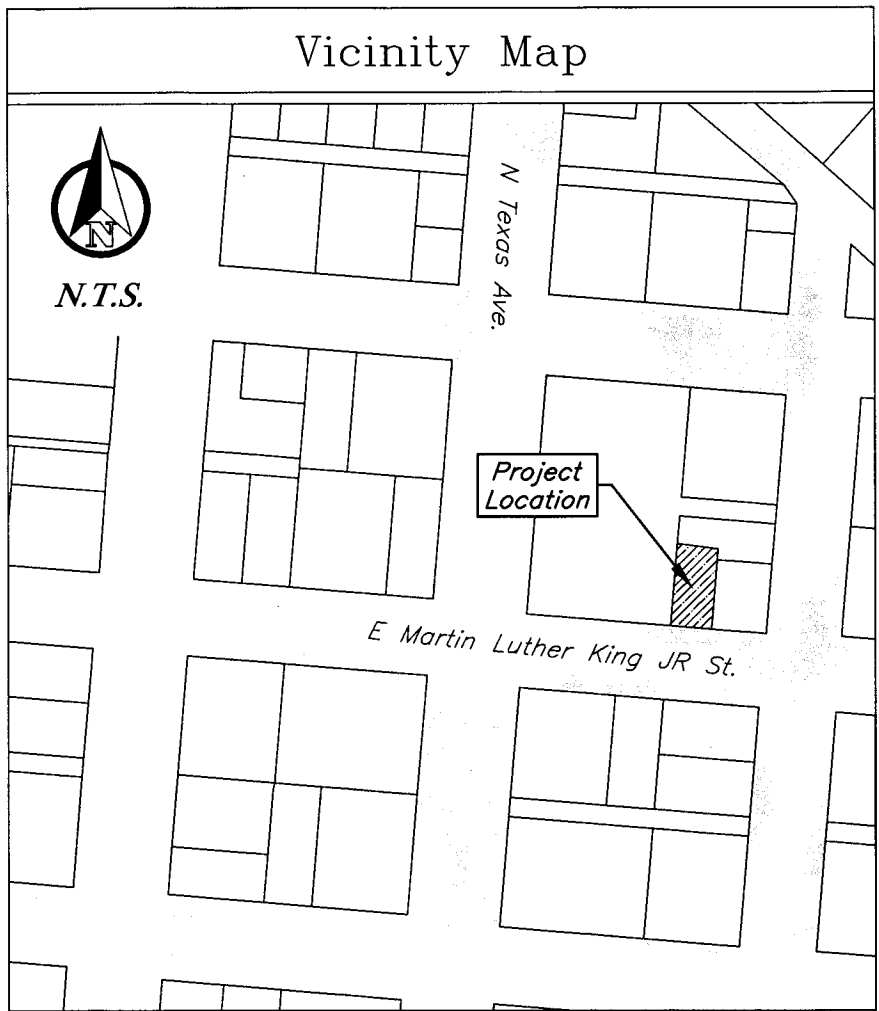 Vicinity Map
N
N.T.S.
N Texas Ave.
Project
Location
E Martin Luther King JR St.